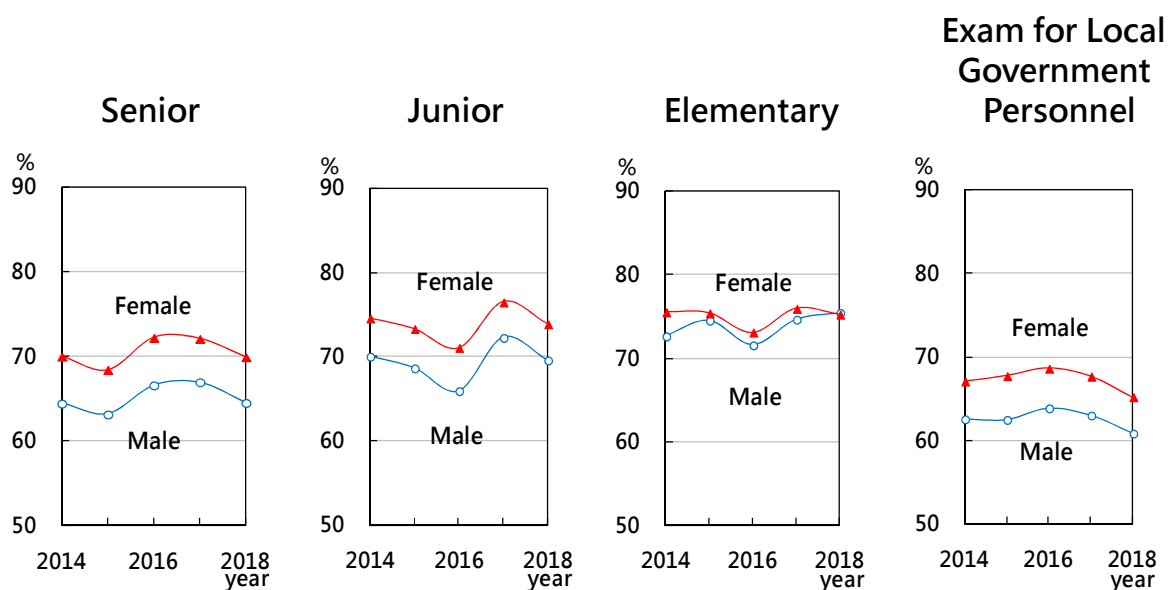 Senior
%
90
80
70
60
50
Female
Male
2014 2016 2018
year
Junior
%
90
80
70
60
50
Female
Male
2014 2016 2018
year
Elementary
%
90
80
70
60
50
Female
Male
2014 2016 2018
year
Exam for Local
Government
Personnel
%
90
80
70
60
50
Female
Male
2014 2016 2018
year